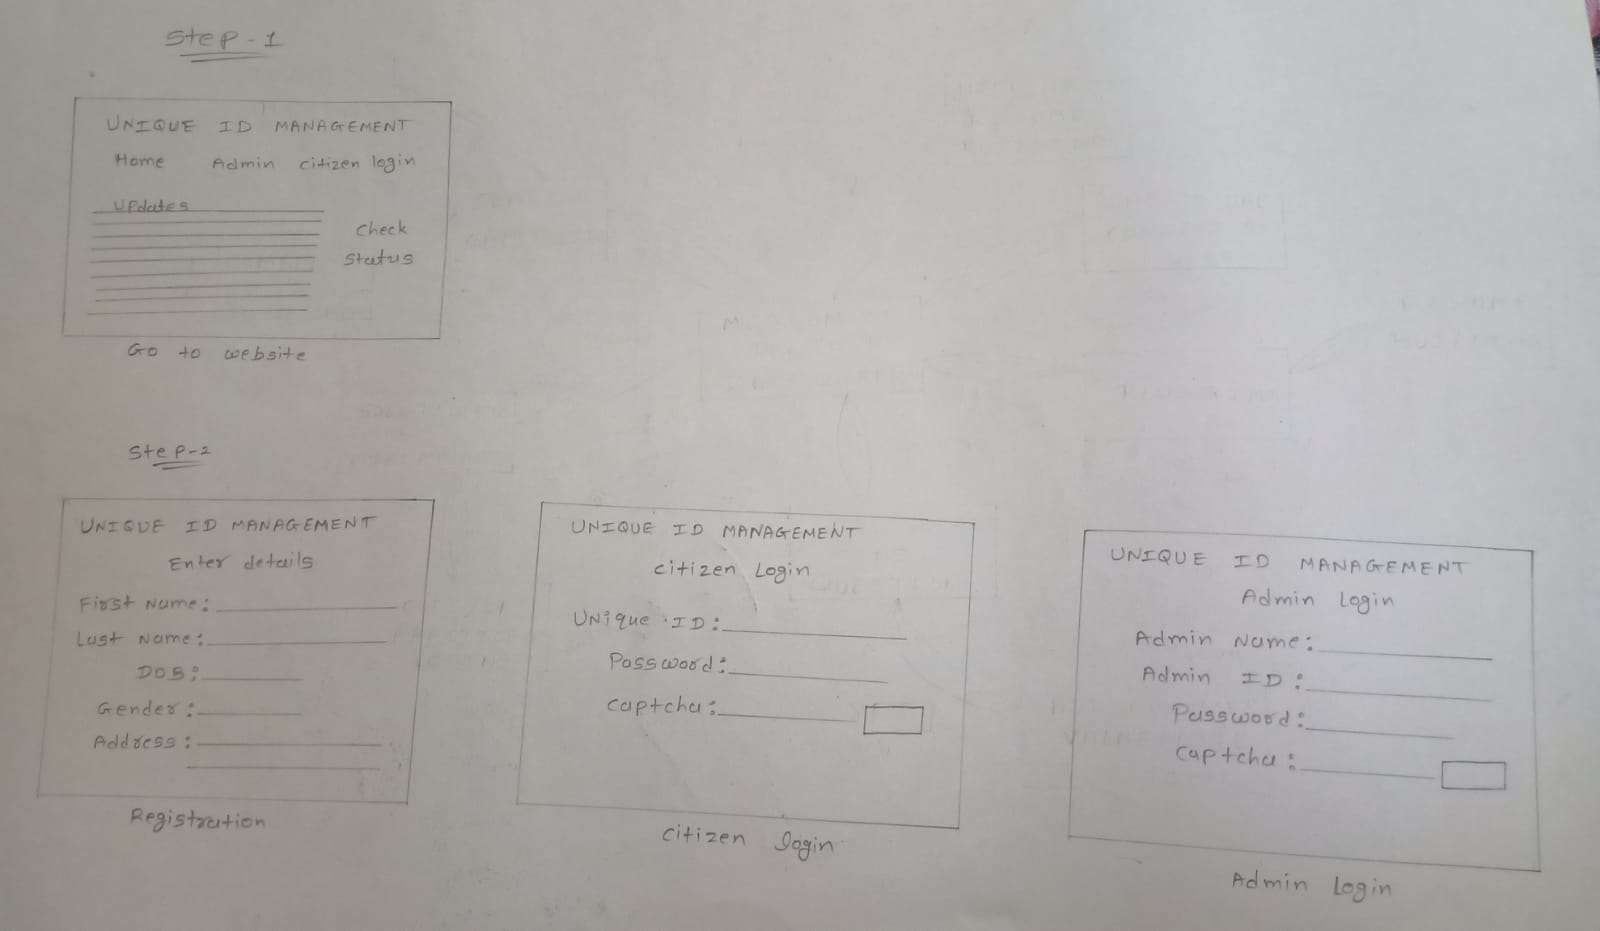 Step-1
UNIQUE ID MANAGEMENT
Home Admin citizen login
Updates
Check
Status
Go to website
Step-2
UNIQUE ID MANAGEMENT
Enter details
First Name:
Last Name:
DOB:
Gender:
Address:
Registration
UNIQUE ID MANAGEMENT
citizen Login
Unique ID:
Password:
captcha:
citizen login
UNIQUE ID MANAGEMENT
Admin Login
Admin Name:
Admin ID:
Password:
captcha:
Admin Login